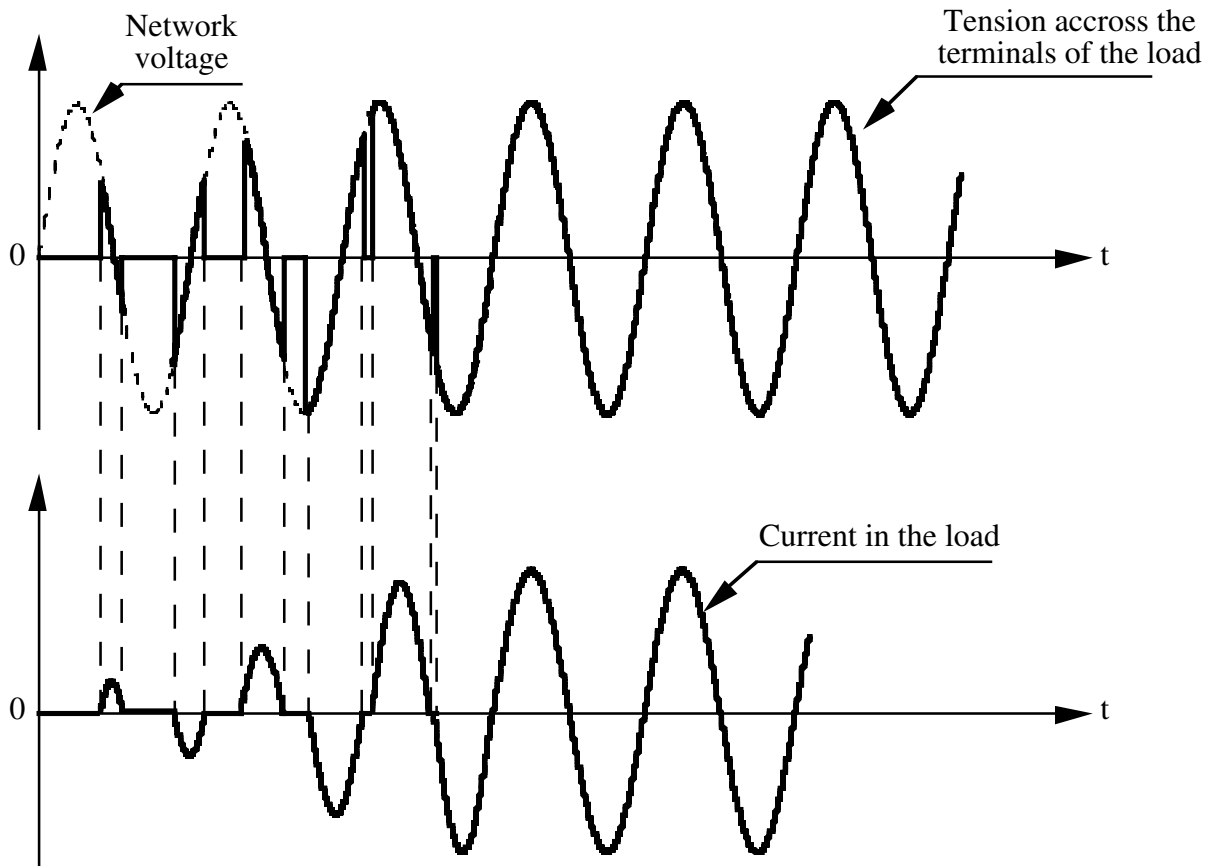 Network
voltage
Tension accross the
terminals of the load
0
t
Current in the load
0
t